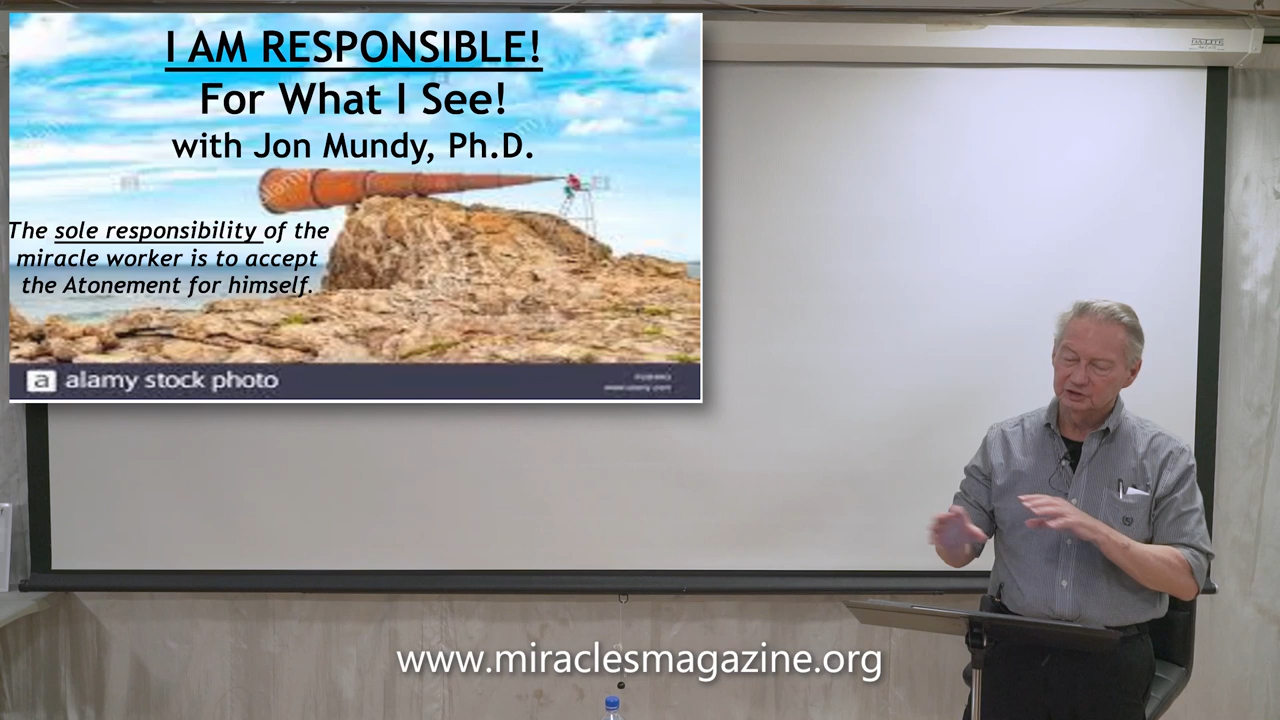 I AM RESPONSIBLE!
For What I See!
with Jon Mundy, Ph.D.
The sole responsibility of the
miracle worker is to accept
the Atonement for himself.
a alamy stock photo
www.miraclesmagazine.org